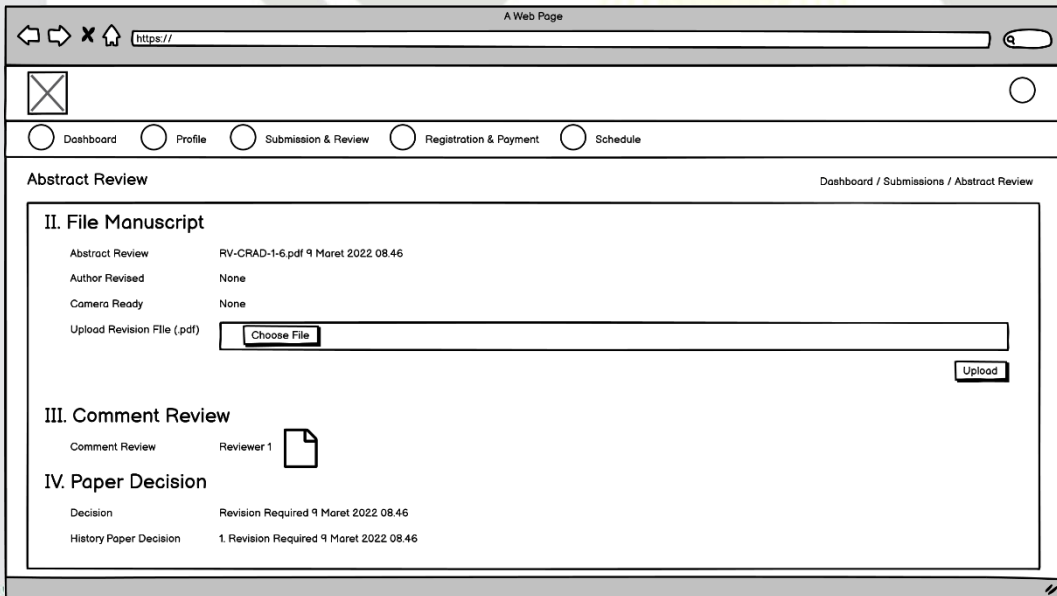 A Web Page
https://
Dashboard Profile Submission & Review Registration & Payment Schedule
Abstract Review Dashboard / Submissions / Abstract Review
II. File Manuscript
Abstract Review RV-CRAD-1-6.pdf 9 Maret 2022 08.46
Author Revised None
Camera Ready None
Upload Revision FIle (.pdf) Choose File
Upload
III. Comment Review
Comment Review Reviewer 1
IV. Paper Decision
Decision Revision Required 9 Maret 2022 08.46
History Paper Decision 1. Revision Required 9 Maret 2022 08.46